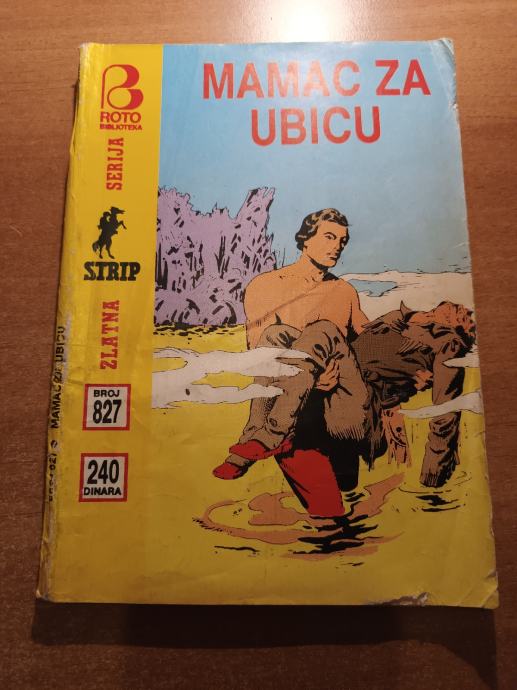 ROTO
BIBLIOTEKA
ZLATNA SERIJA
STRIP
BROJ
827
240
DINARA
MAMAC ZA
UBICU
MAMAC ZA UBICU